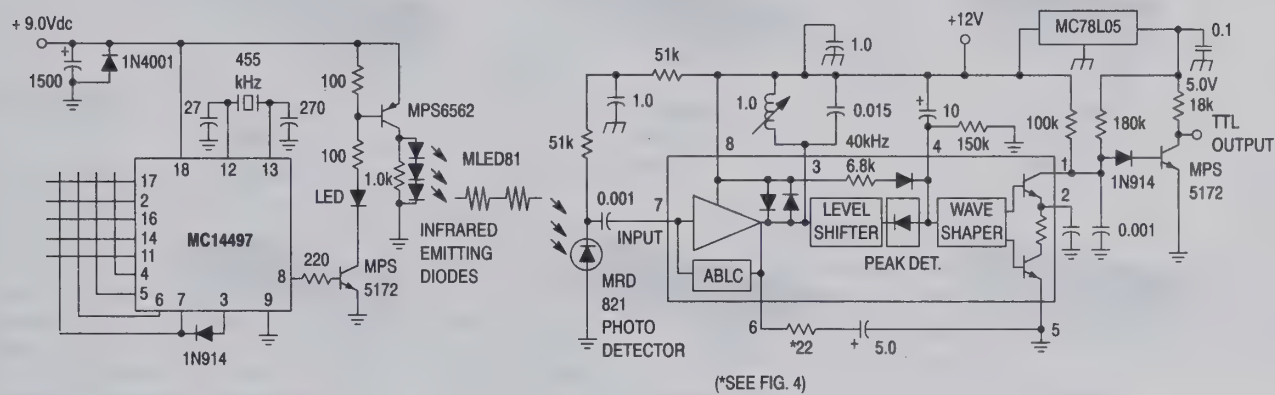 + 9.0Vdc
1500
+
1N4001
27
455
kHz
270
100
MPS6562
100
1.0k
LED
MLED81
INFRARED
EMITTING
DIODES
17
2
16
14
11
4
5
6
7
3
9
8
18
12
13
MC14497
220
MPS
5172
1N914
51k
51k
1.0
0.001
INPUT
MRD
821
PHOTO
DETECTOR
1.0
1.0
0.015
40kHz
+12V
+
10
150k
8
3
4
6.8k
7
ABLC
LEVEL
SHIFTER
PEAK DET.
WAVE
SHAPER
1
2
6
5
*22
+
5.0
100k
180k
0.001
1N914
MC78L05
0.1
5.0V
18k
TTL
OUTPUT
MPS
5172
(*SEE FIG. 4)